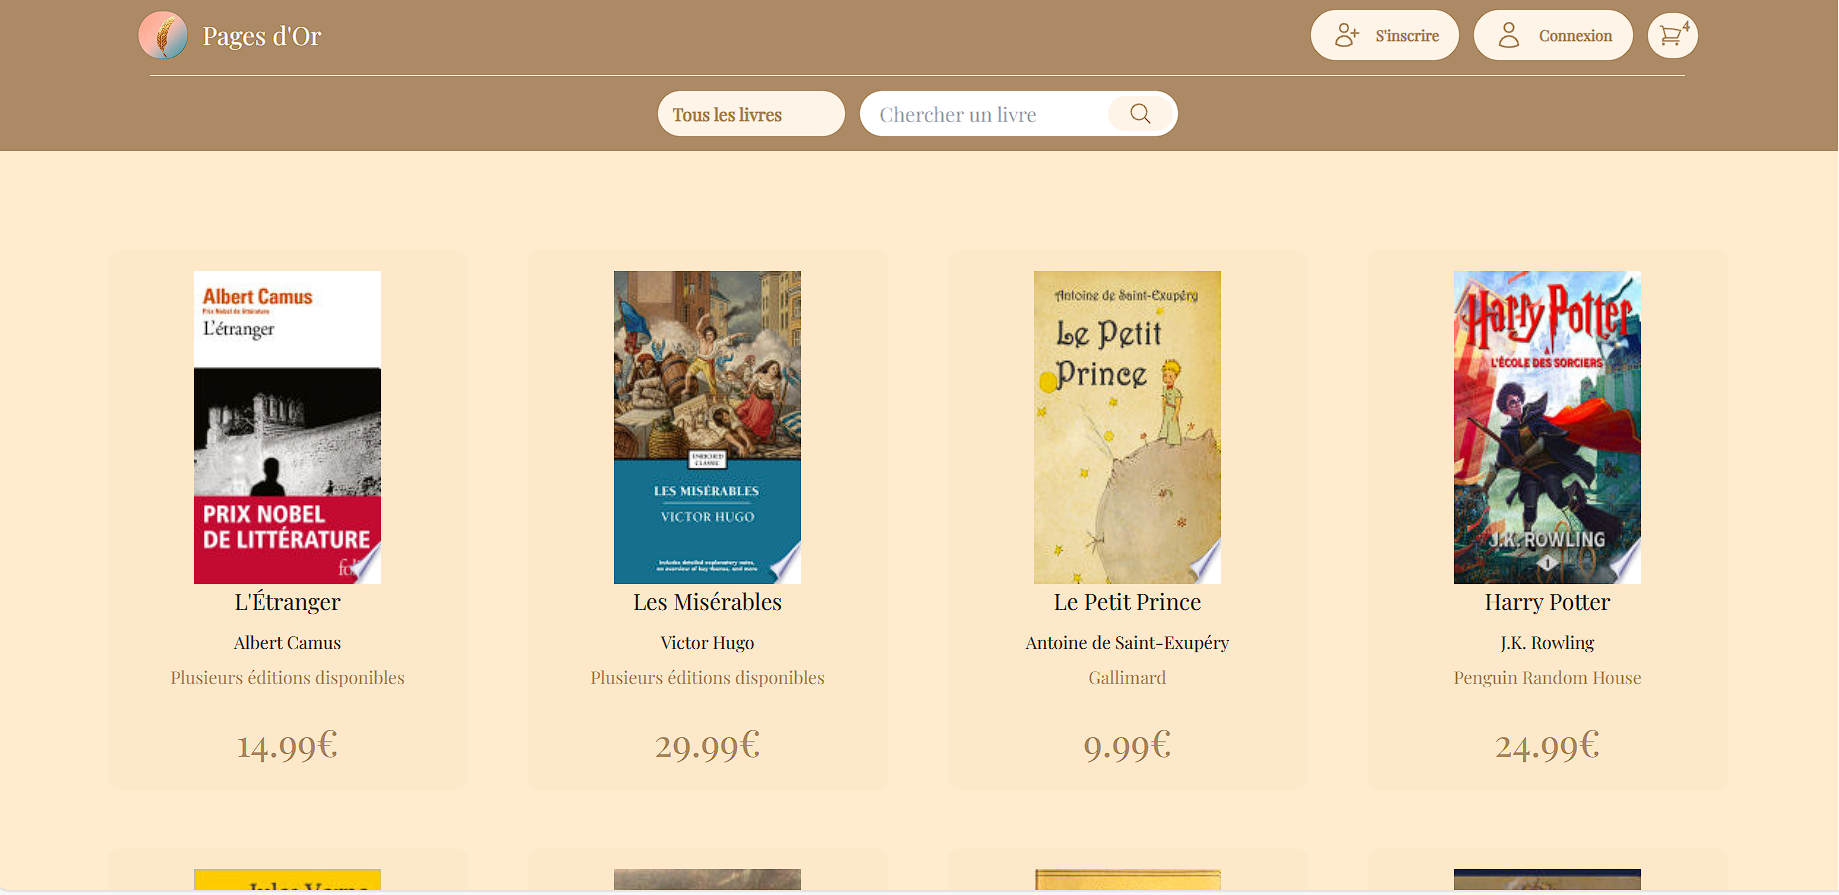 Pages d'Or
S'inscrire
Connexion
4
Tous les livres
Chercher un livre
Albert Camus
Prix Nobel de littérature
L'étranger
PRIX NOBEL
DE LITTÉRATURE
L'Étranger
Albert Camus
Plusieurs éditions disponibles
14.99€
ENRICHED
CLASSIC
LES MISÉRABLES
VICTOR HUGO
Includes detailed explanatory notes,
an overview of key themes, and more
Les Misérables
Victor Hugo
Plusieurs éditions disponibles
29.99€
Antoine de Saint-Exupéry
Le Petit
Prince
Le Petit Prince
Antoine de Saint-Exupéry
Gallimard
9.99€
Harry Potter
À
L'ÉCOLE DES SORCIERS
J.K. ROWLING
1
Harry Potter
J.K. Rowling
Penguin Random House
24.99€
Jules Verne